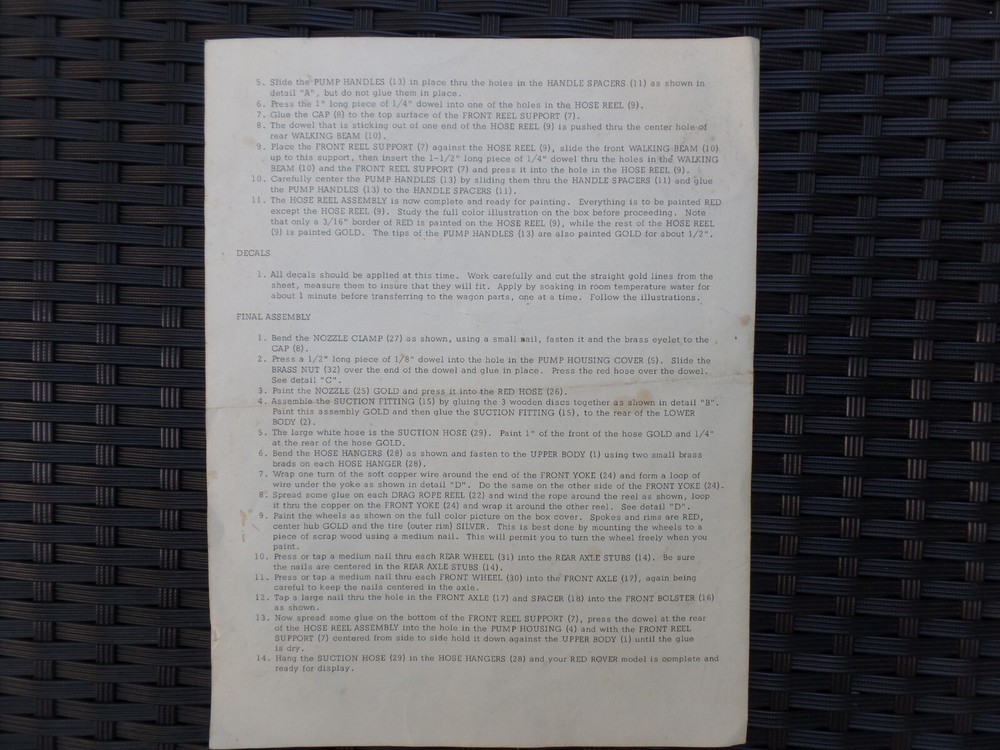 5. Slide the PUMP HANDLES (13) in place thru the holes in the HANDLE SPACERS (11) as shown in
detail "A", but do not glue them in place.
6. Press the 1" long piece of 1/4" dowel into one of the holes in the HOSE REEL (9).
7. Glue the CAP (8) to the top surface of the FRONT REEL SUPPORT (7).
8. The dowel that is sticking out of one end of the HOSE REEL (9) is pushed thru the center hole of
rear WALKING BEAM (10).
9. Place the FRONT REEL SUPPORT (7) against the HOSE REEL (9), slide the front WALKING BEAM (10)
up to this support, then insert the 1-1/2" long piece of 1/4" dowel thru the holes in the WALKING
BEAM (10) and the FRONT REEL SUPPORT (7) and press it into the hole in the HOSE REEL (9).
10. Carefully center the PUMP HANDLES (13) by sliding them thru the HANDLE SPACERS (11) and glue
the PUMP HANDLES (13) to the HANDLE SPACERS (11).
11. The HOSE REEL ASSEMBLY is now complete and ready for painting. Everything is to be painted RED
except the HOSE REEL (9). Study the full color illustration on the box before proceeding. Note
that only a 3/16" border of RED is painted on the HOSE REEL (9), while the rest of the HOSE REEL
(9) is painted GOLD. The tips of the PUMP HANDLES (13) are also painted GOLD for about 1/2".
DECALS
1. All decals should be applied at this time. Work carefully and cut the straight gold lines from the
sheet, measure them to insure that they will fit. Apply by soaking in room temperature water for
about 1 minute before transferring to the wagon parts, one at a time. Follow the illustrations.
FINAL ASSEMBLY
1. Bend the NOZZLE CLAMP (27) as shown, using a small nail, fasten it and the brass eyelet to the
CAP (8).
2. Press a 1/2" long piece of 1/8" dowel into the hole in the PUMP HOUSING COVER (5). Slide the
BRASS NUT (32) over the end of the dowel and glue in place. Press the red hose over the dowel.
See detail "C".
3. Paint the NOZZLE (25) GOLD and press it into the RED HOSE (26).
4. Assemble the SUCTION FITTING (15) by gluing the 3 wooden discs together as shown in detail "B".
Paint this assembly GOLD and then glue the SUCTION FITTING (15), to the rear of the LOWER
BODY (2).
5. The large white hose is the SUCTION HOSE (29). Paint 1" of the front of the hose GOLD and 1/4"
at the rear of the hose GOLD.
6. Bend the HOSE HANGERS (28) as shown and fasten to the UPPER BODY (1) using two small brass
brads on each HOSE HANGER (28).
7. Wrap one turn of the soft copper wire around the end of the FRONT YOKE (24) and form a loop of
wire under the yoke as shown in detail "D". Do the same on the other side of the FRONT YOKE (24).
8. Spread some glue on each DRAG ROPE REEL (22) and wind the rope around the reel as shown, loop
it thru the copper on the FRONT YOKE (24) and wrap it around the other reel. See detail "D".
9. Paint the wheels as shown on the full color picture on the box cover. Spokes and rims are RED,
center hub GOLD and the tire (outer rim) SILVER. This is best done by mounting the wheels to a
piece of scrap wood using a medium nail. This will permit you to turn the wheel freely when you
paint.
10. Press or tap a medium nail thru each REAR WHEEL (31) into the REAR AXLE STUBS (14). Be sure
the nails are centered in the REAR AXLE STUBS (14).
11. Press or tap a medium nail thru each FRONT WHEEL (30) into the FRONT AXLE (17), again being
careful to keep the nails centered in the axle.
12. Tap a large nail thru the hole in the FRONT AXLE (17) and SPACER (18) into the FRONT BOLSTER (16)
as shown.
13. Now spread some glue on the bottom of the FRONT REEL SUPPORT (7), press the dowel at the rear
of the HOSE REEL ASSEMBLY into the hole in the PUMP HOUSING (4) and with the FRONT REEL
SUPPORT (7) centered from side to side hold it down against the UPPER BODY (1) until the glue
is dry.
14. Hang the SUCTION HOSE (29) in the HOSE HANGERS (28) and your RED ROVER model is complete and
ready for display.